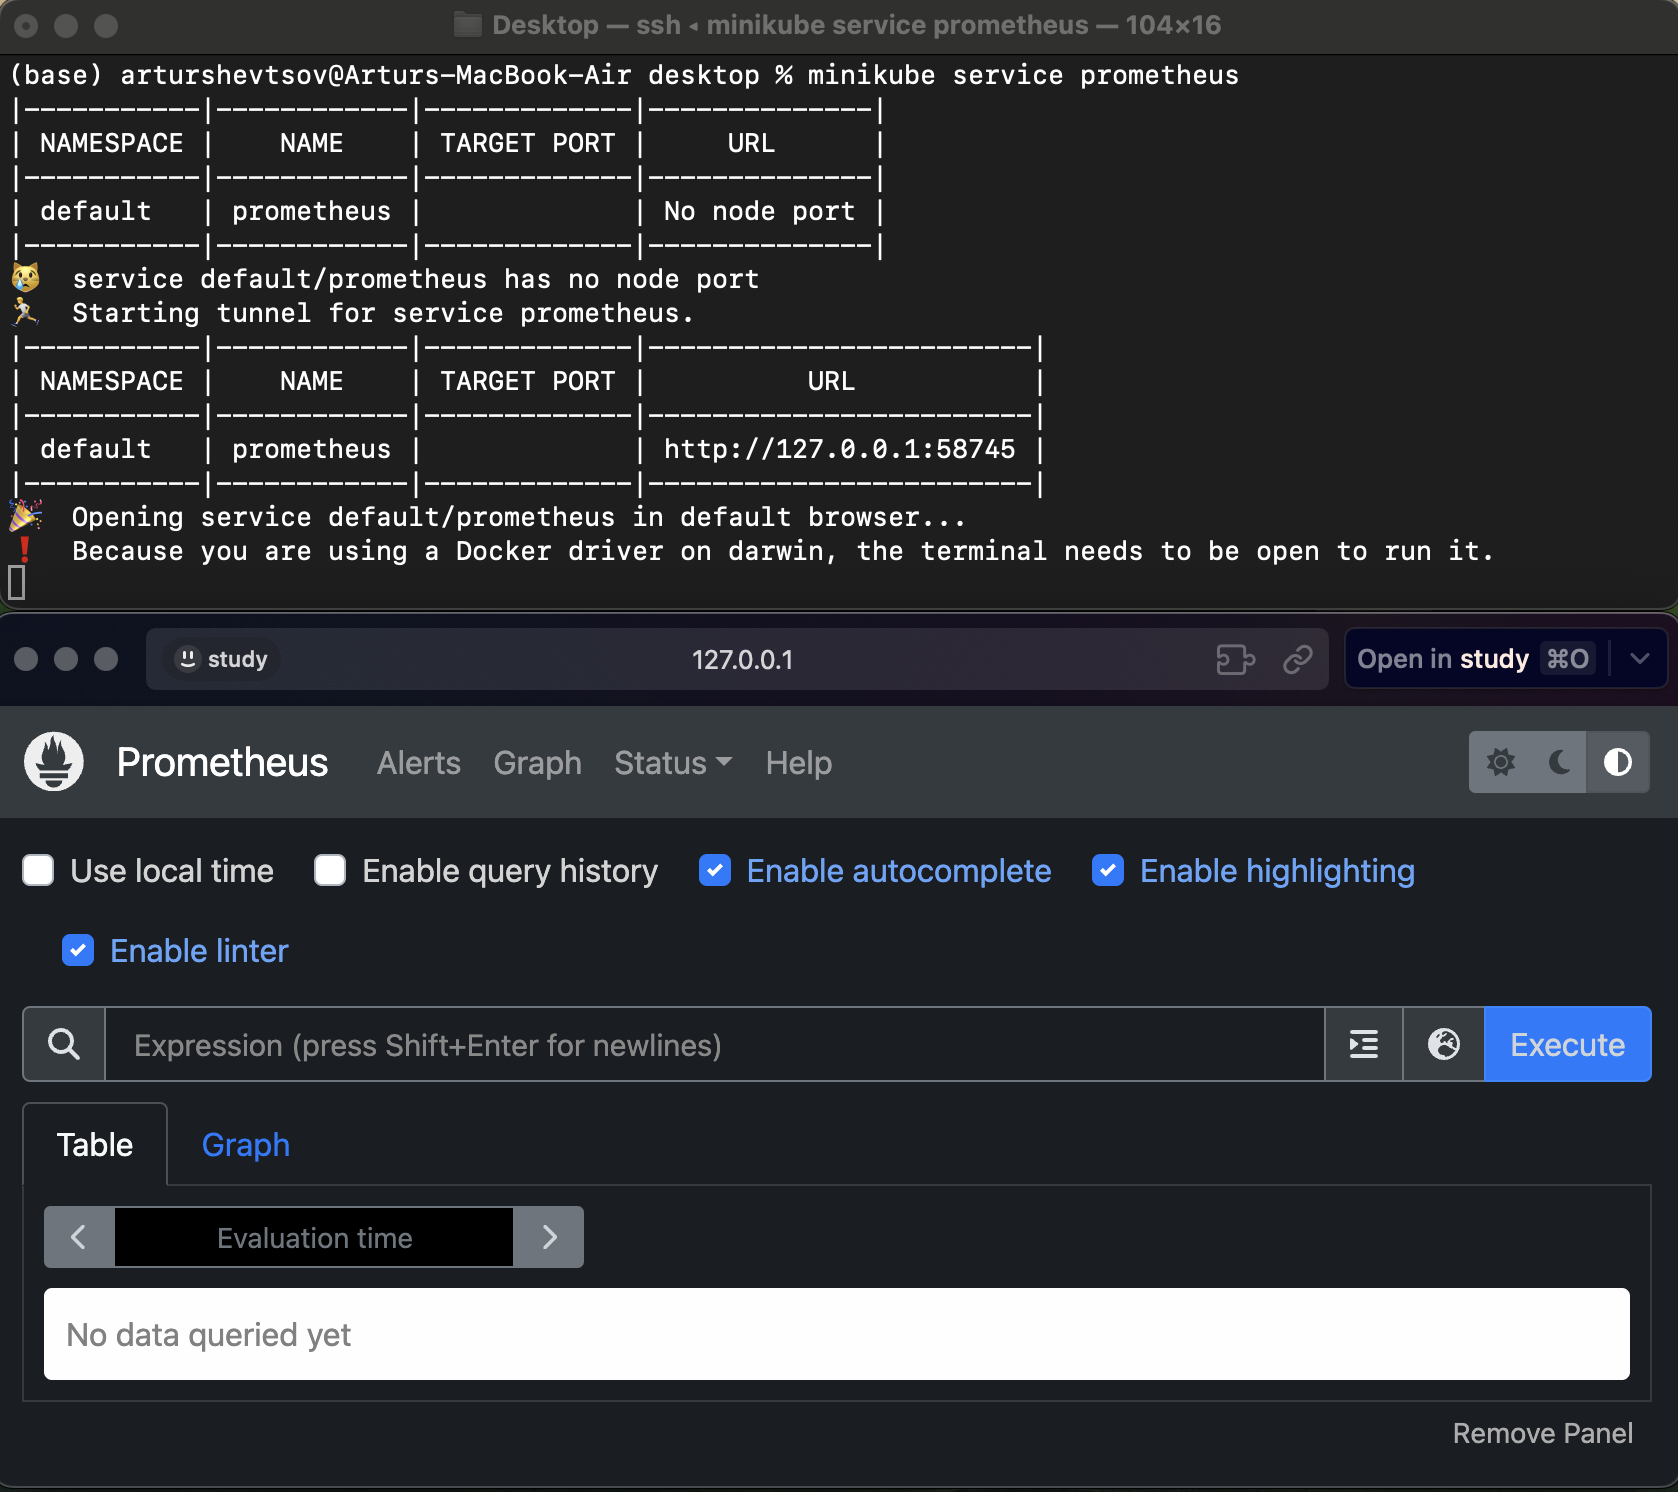 Desktop — ssh ◂ minikube service prometheus — 104×16
(base) arturshevtsov@Arturs-MacBook-Air desktop % minikube service prometheus
|-----------|------------|-------------|--------------|
| NAMESPACE |    NAME    | TARGET PORT |     URL      |
|-----------|------------|-------------|--------------|
| default   | prometheus |             | No node port |
|-----------|------------|-------------|--------------|
😿  service default/prometheus has no node port
🏃  Starting tunnel for service prometheus.
|-----------|------------|-------------|------------------------|
| NAMESPACE |    NAME    | TARGET PORT |          URL           |
|-----------|------------|-------------|------------------------|
| default   | prometheus |             | http://127.0.0.1:58745 |
|-----------|------------|-------------|------------------------|
🎉  Opening service default/prometheus in default browser...
❗  Because you are using a Docker driver on darwin, the terminal needs to be open to run it.
study 127.0.0.1 Open in study ⌘O
Prometheus Alerts Graph Status Help
Use local time Enable query history Enable autocomplete Enable highlighting
Enable linter
Expression (press Shift+Enter for newlines) Execute
Table Graph
Evaluation time
No data queried yet
Remove Panel